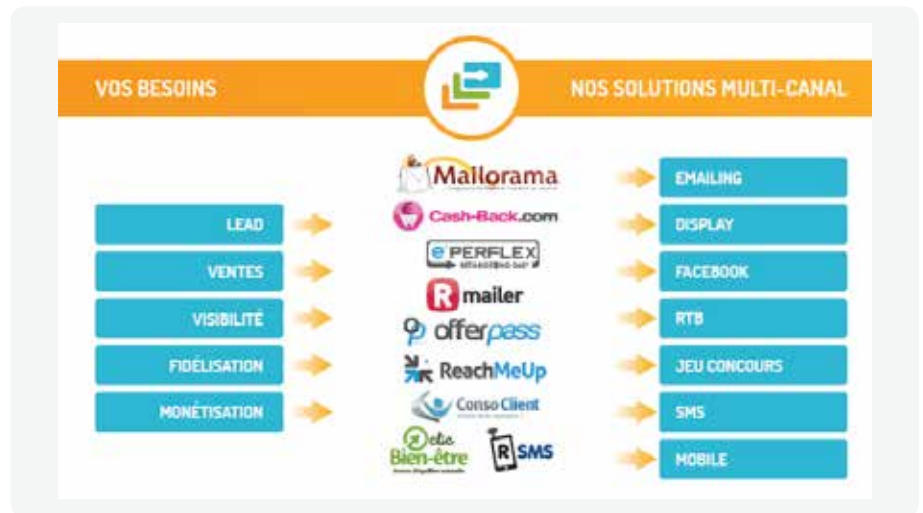 VOS BESOINS
NOS SOLUTIONS MULTI-CANAL
LEAD
VENTES
VISIBILITÉ
FIDÉLISATION
MONÉTISATION
Mailorama
Cash-Back.com
e PERFLEX
R mailer
offerpass
ReachMeUp
Conso Client
clic
Bien-être
R SMS
EMAILING
DISPLAY
FACEBOOK
RTB
JEU CONCOURS
SMS
MOBILE